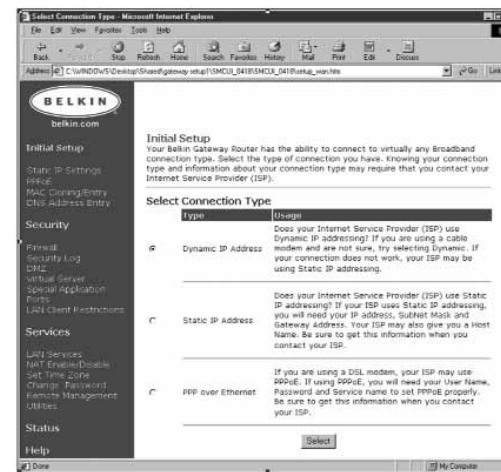 Select Connection Type - Microsoft Internet Explorer
File Edit View Favorites Tools Help
Back Forward Stop Refresh Home Search Favorites History Mail Print Edit Discuss
Address C:\WINDOWS\Desktop\Shared\gateway setup1\SMCUI_0418\SMCUI_0418\setup_wan.htm Go Links
BELKIN
belkin.com
Initial Setup
Static IP Settings
PPPoE
MAC Cloning/Entry
DNS Address Entry
Security
Firewall
Security Log
DMZ
Virtual Server
Special Application
Ports
LAN Client Restrictions
Services
LAN Services
NAT Enable/Disable
Set Time Zone
Change Password
Remote Management
Utilities
Status
Help
Initial Setup
Your Belkin Gateway Router has the ability to connect to virtually any Broadband
connection type. Select the type of connection you have. Knowing your connection
type and information about your connection may require that you contact your
Internet Service Provider (ISP).
Select Connection Type
Type Usage
Dynamic IP Address
Does your Internet Service Provider (ISP) use
Dynamic IP addressing? If you are using a cable
modem and are not sure, try selecting Dynamic. If
your connection does not work, your ISP may be
using Static IP addressing.
Static IP Address
Does your Internet Service Provider (ISP) use Static
IP addressing? If your ISP uses Static IP addressing,
you will need your IP address, SubNet Mask and
Gateway Address. Your ISP may also give you a Host
Name. Be sure to get this information when you
contact your ISP.
PPP over Ethernet
If you are using a DSL modem, your ISP may use
PPPoE. If using PPPoE, you will need your User Name,
Password and Service name to set PPPoE properly.
Be sure to get this information when you contact
your ISP.
Select
Done My Computer